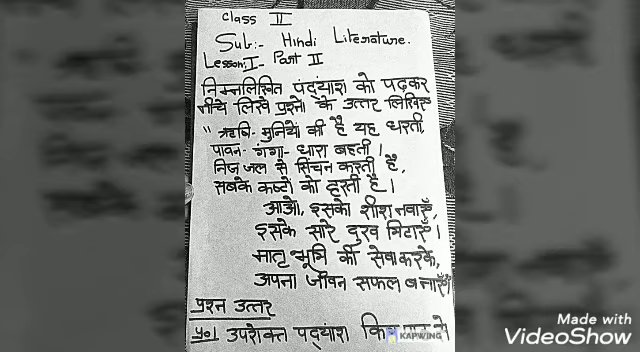 Class II
Sub:- Hindi Literature.
Lesson:I- Part II
निम्नलिखित पद्यांश को पढ़कर
नीचे लिखे प्रश्नों के उत्तर लिखिए
" ऋषि- मुनियों की है यह धरती
पावन- गंगा- धारा बहती ।
निज जल से सिंचन करती है,
सबके कष्टों को हरती है।
आओ, इसको शीश नवाएँ,
इसके सारे दुख मिटाएँ।
मातृ भूमि की सेवा करके,
अपना जीवन सफल बनाएँ
प्रश्न उत्तर
प्र०1 उपरोक्त पद्यांश किस से
KAPWING
Made with
VideoShow